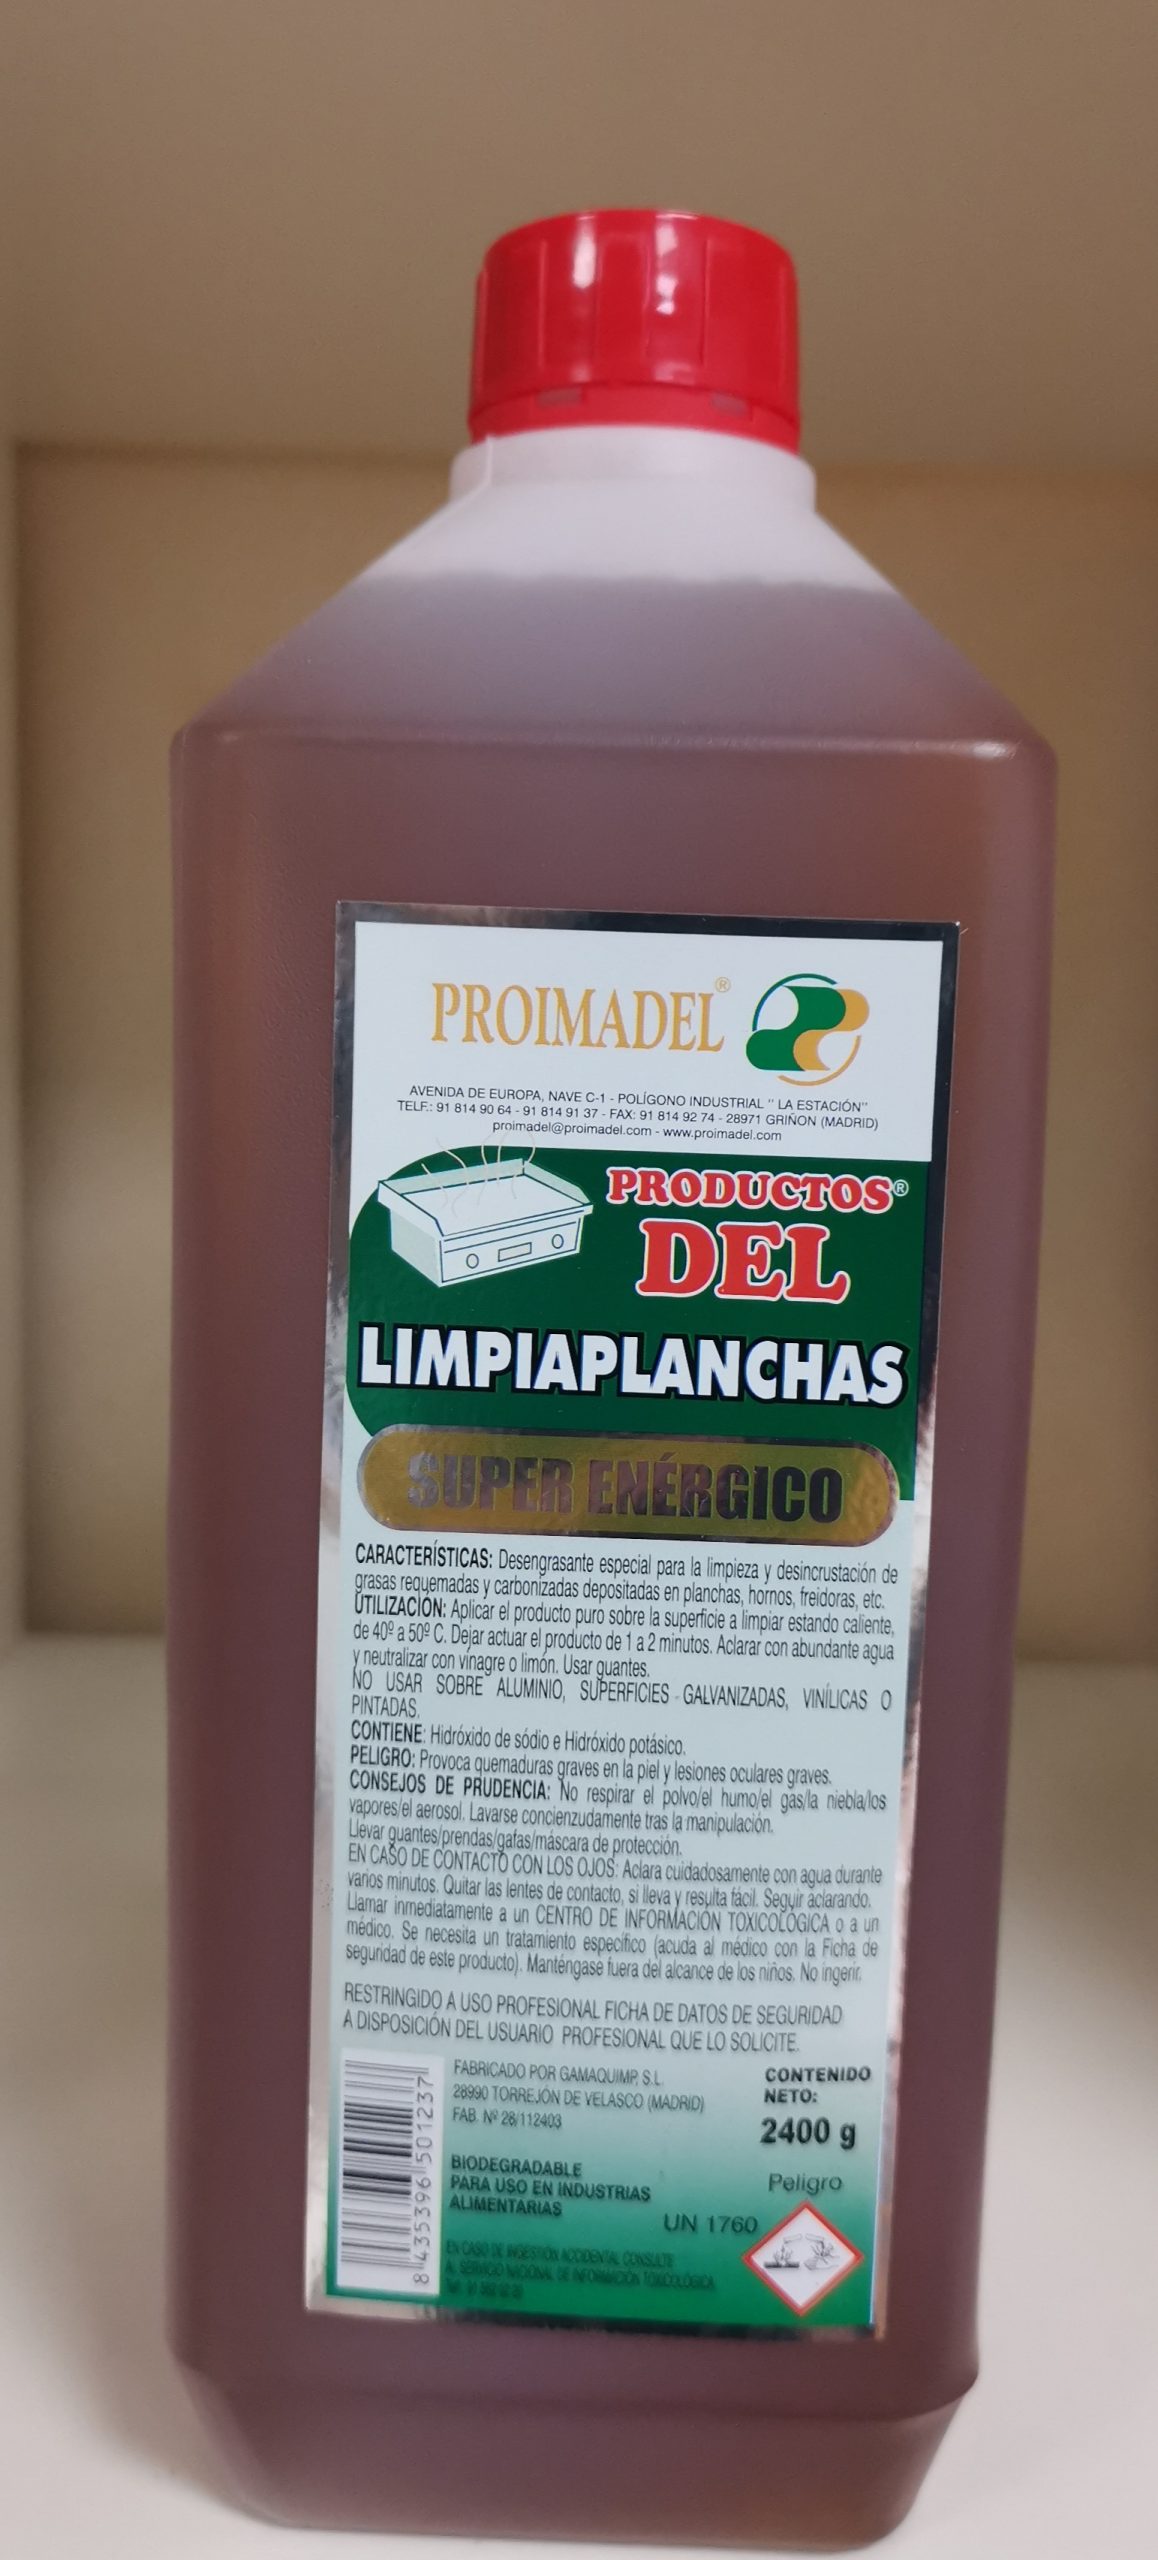 PROIMADEL®
AVENIDA DE EUROPA, NAVE C-1 - POLÍGONO INDUSTRIAL " LA ESTACIÓN"
TELF.: 91 814 90 64 - 91 814 91 37 - FAX: 91 814 92 74 - 28971 GRIÑON (MADRID)
proimadel@proimadel.com - www.proimadel.com
PRODUCTOS®
DEL
LIMPIAPLANCHAS
SUPER ENÉRGICO
CARACTERÍSTICAS: Desengrasante especial para la limpieza y desincrustación de
grasas requemadas y carbonizadas depositadas en planchas, hornos, freidoras, etc.
UTILIZACIÓN: Aplicar el producto puro sobre la superficie a limpiar estando caliente,
de 40º a 50º C. Dejar actuar el producto de 1 a 2 minutos. Aclarar con abundante agua
y neutralizar con vinagre o limón. Usar guantes.
NO USAR SOBRE ALUMINIO, SUPERFICIES GALVANIZADAS, VINÍLICAS O
PINTADAS.
CONTIENE: Hidróxido de sódio e Hidróxido potásico.
PELIGRO: Provoca quemaduras graves en la piel y lesiones oculares graves.
CONSEJOS DE PRUDENCIA: No respirar el polvo/el humo/el gas/la niebla/los
vapores/el aerosol. Lavarse concienzudamente tras la manipulación.
Llevar guantes/prendas/gafas/máscara de protección.
EN CASO DE CONTACTO CON LOS OJOS: Aclara cuidadosamente con agua durante
varios minutos. Quitar las lentes de contacto, si lleva y resulta fácil. Seguir aclarando.
Llamar inmediatamente a un CENTRO DE INFORMACIÓN TOXICOLÓGICA o a un
médico. Se necesita un tratamiento específico (acuda al médico con la Ficha de
seguridad de este producto). Manténgase fuera del alcance de los niños. No ingerir.
RESTRINGIDO A USO PROFESIONAL FICHA DE DATOS DE SEGURIDAD
A DISPOSICIÓN DEL USUARIO PROFESIONAL QUE LO SOLICITE.
FABRICADO POR GAMAQUIMP, S.L.
28990 TORREJÓN DE VELASCO (MADRID)
FAB. Nº 28/112403
CONTENIDO
NETO:
2400 g
BIODEGRADABLE
PARA USO EN INDUSTRIAS
ALIMENTARIAS
Peligro
UN 1760
EN CASO DE INGESTIÓN ACCIDENTAL CONSULTE
AL SERVICIO NACIONAL DE INFORMACIÓN TOXICOLÓGICA
8 435396 501237